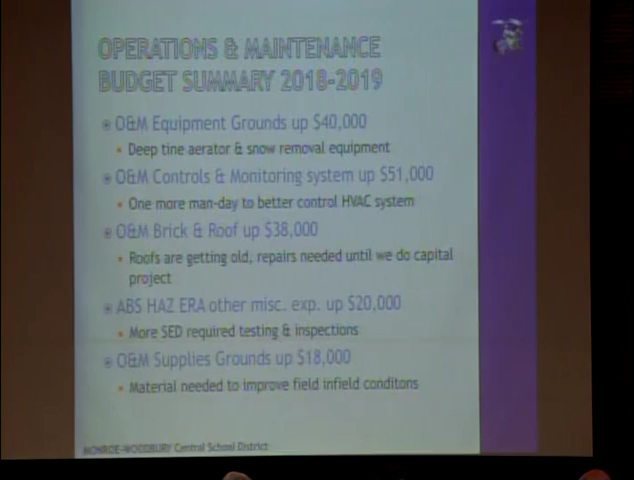 OPERATIONS & MAINTENANCE
BUDGET SUMMARY 2018-2019
O&M Equipment Grounds up $40,000
Deep tine aerator & snow removal equipment
O&M Controls & Monitoring system up $51,000
One more man-day to better control HVAC system
O&M Brick & Roof up $38,000
Roofs are getting old, repairs needed until we do capital
project
ABS HAZ ERA other misc. exp. up $20,000
More SED required testing & inspections
O&M Supplies Grounds up $18,000
Material needed to improve field infield conditons
MONROE-WOODBURY Central School District